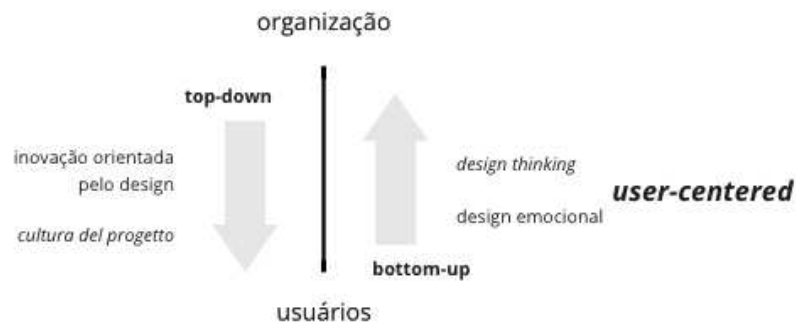 organização
top-down
inovação orientada
pelo design
cultura del progetto
design thinking
design emocional
user-centered
bottom-up
usuários